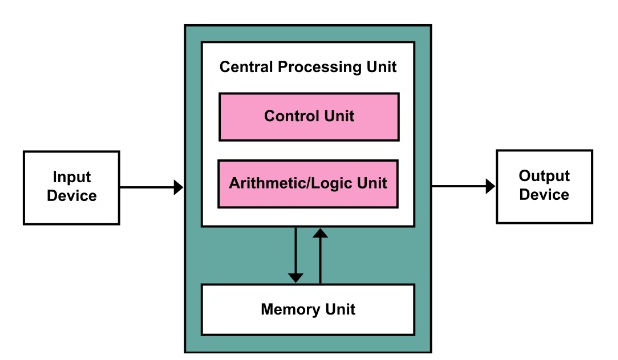 Central Processing Unit
Control Unit
Arithmetic/Logic Unit
Input
Device
Output
Device
Memory Unit